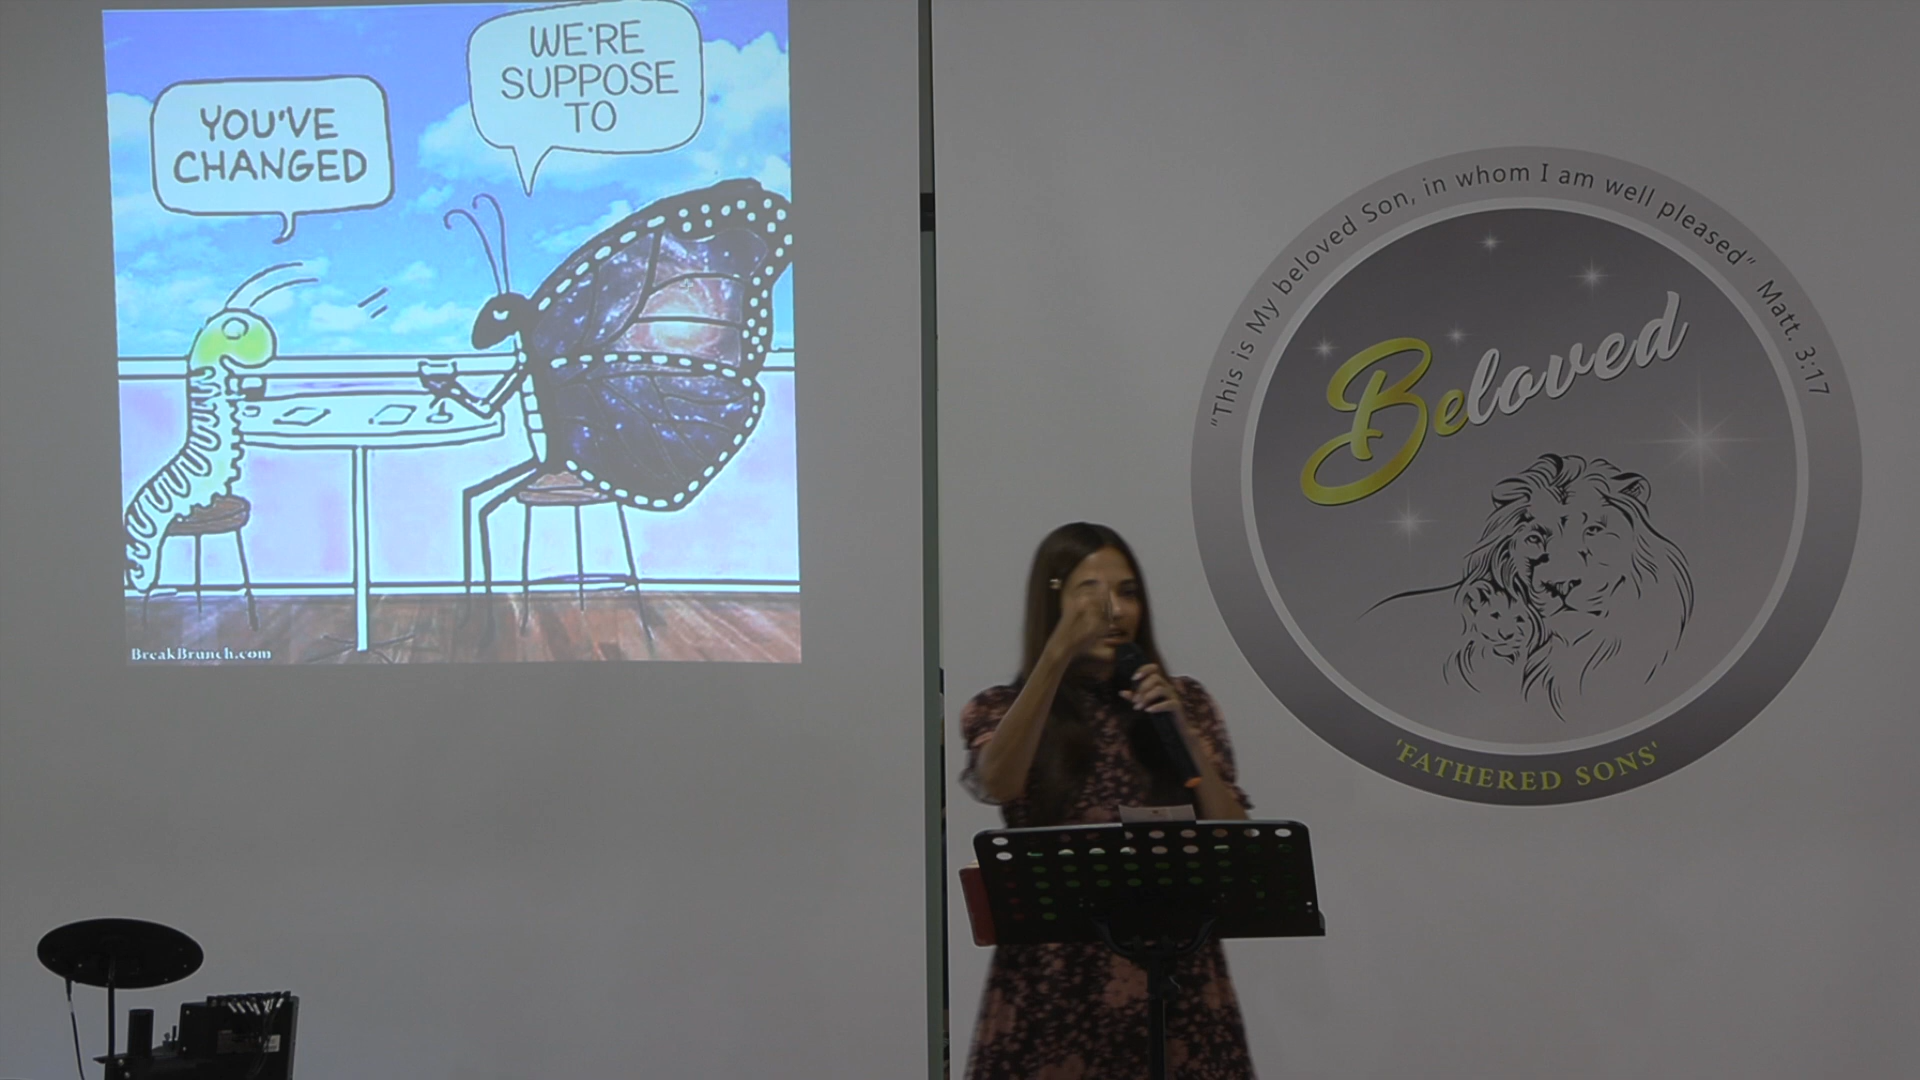 YOU'VE
CHANGED
WE'RE
SUPPOSE
TO
BreakBrunch.com
"This is My beloved Son, in whom I am well pleased" Matt. 3:17
Beloved
'FATHERED SONS'